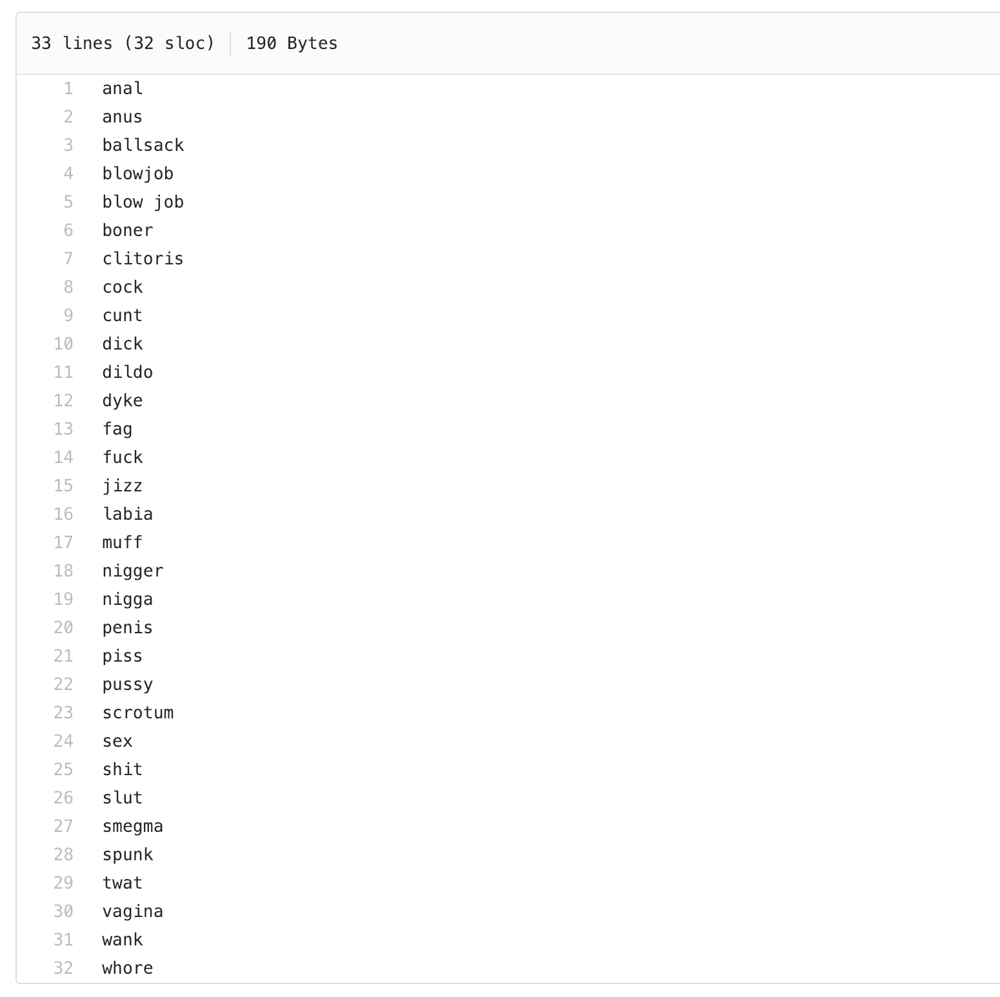 33 lines (32 sloc) 190 Bytes
1 anal
2 anus
3 ballsack
4 blowjob
5 blow job
6 boner
7 clitoris
8 cock
9 cunt
10 dick
11 dildo
12 dyke
13 fag
14 fuck
15 jizz
16 labia
17 muff
18 nigger
19 nigga
20 penis
21 piss
22 pussy
23 scrotum
24 sex
25 shit
26 slut
27 smegma
28 spunk
29 twat
30 vagina
31 wank
32 whore